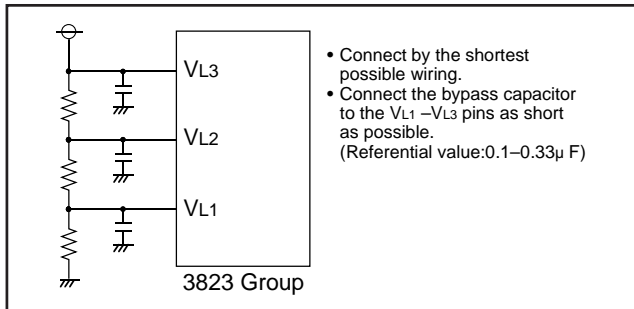 VL3
VL2
VL1
3823 Group
• Connect by the shortest
possible wiring.
• Connect the bypass capacitor
to the VL1 –VL3 pins as short
as possible.
(Referential value:0.1–0.33μ F)